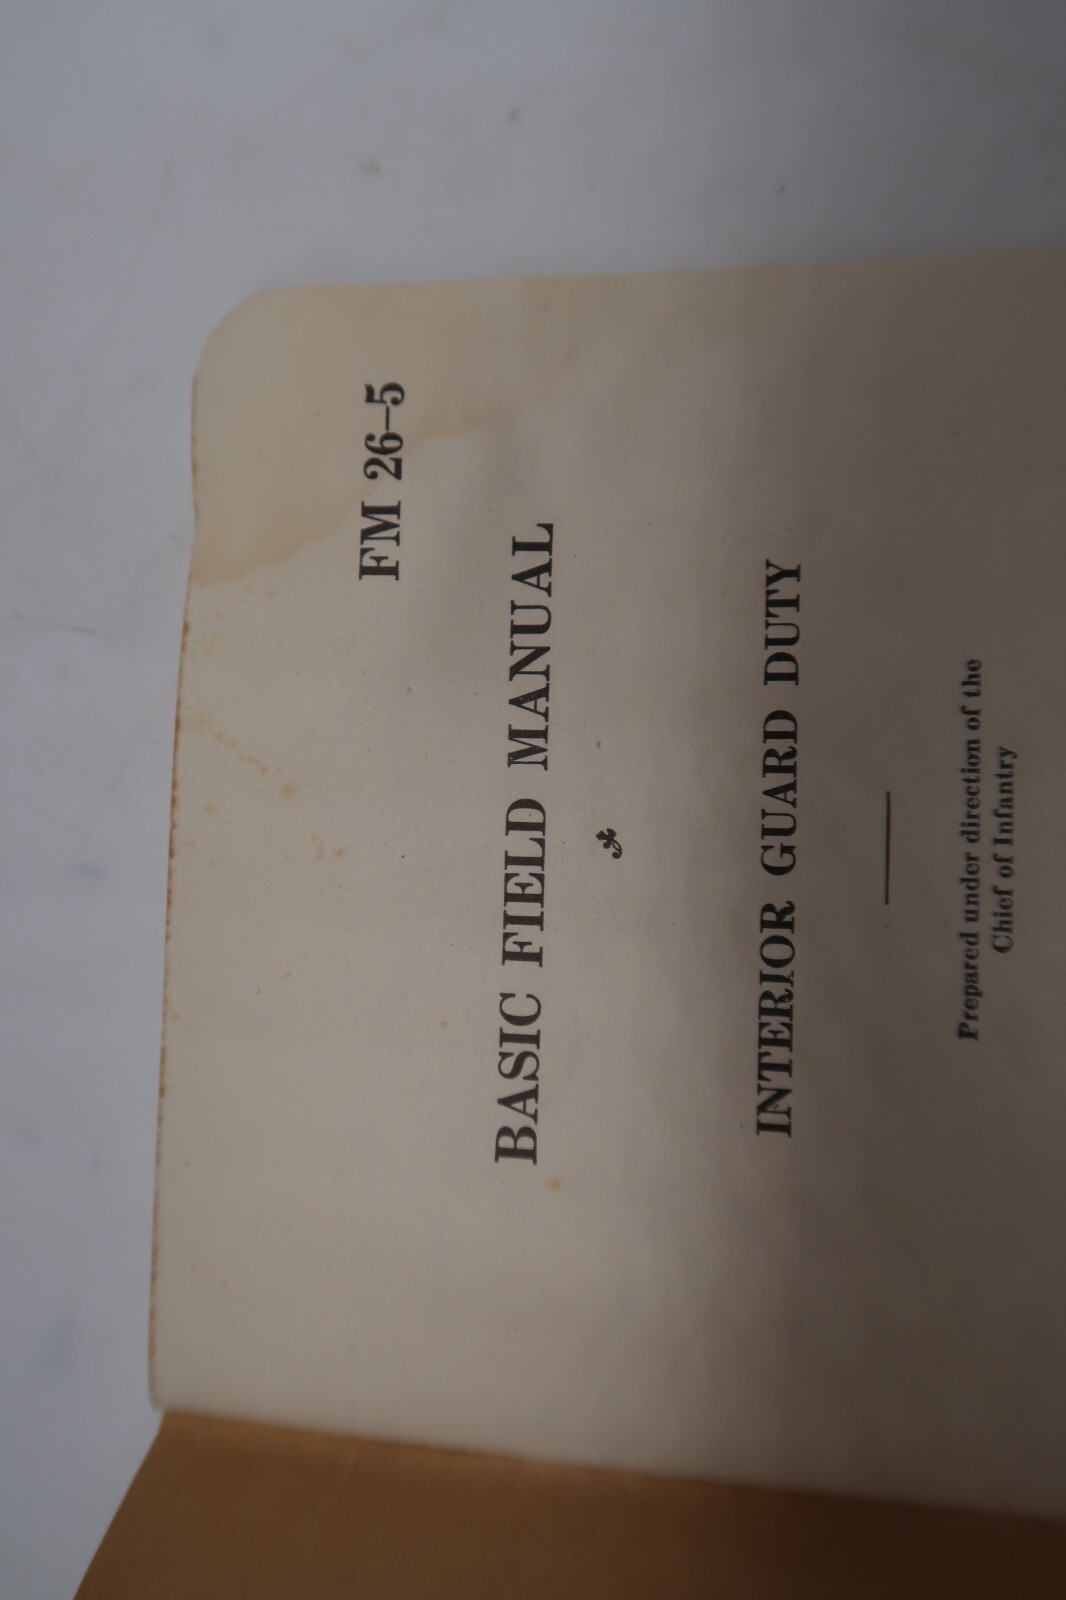 FM 26–5
BASIC FIELD MANUAL
INTERIOR GUARD DUTY
Prepared under direction of the
Chief of Infantry